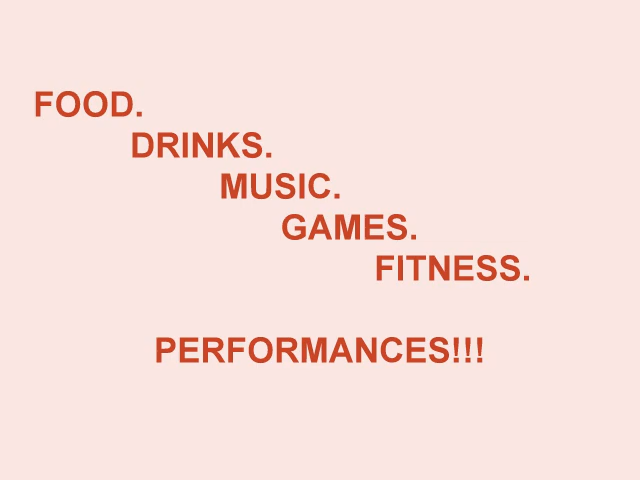 FOOD.
DRINKS.
MUSIC.
GAMES.
FITNESS.
PERFORMANCES!!!